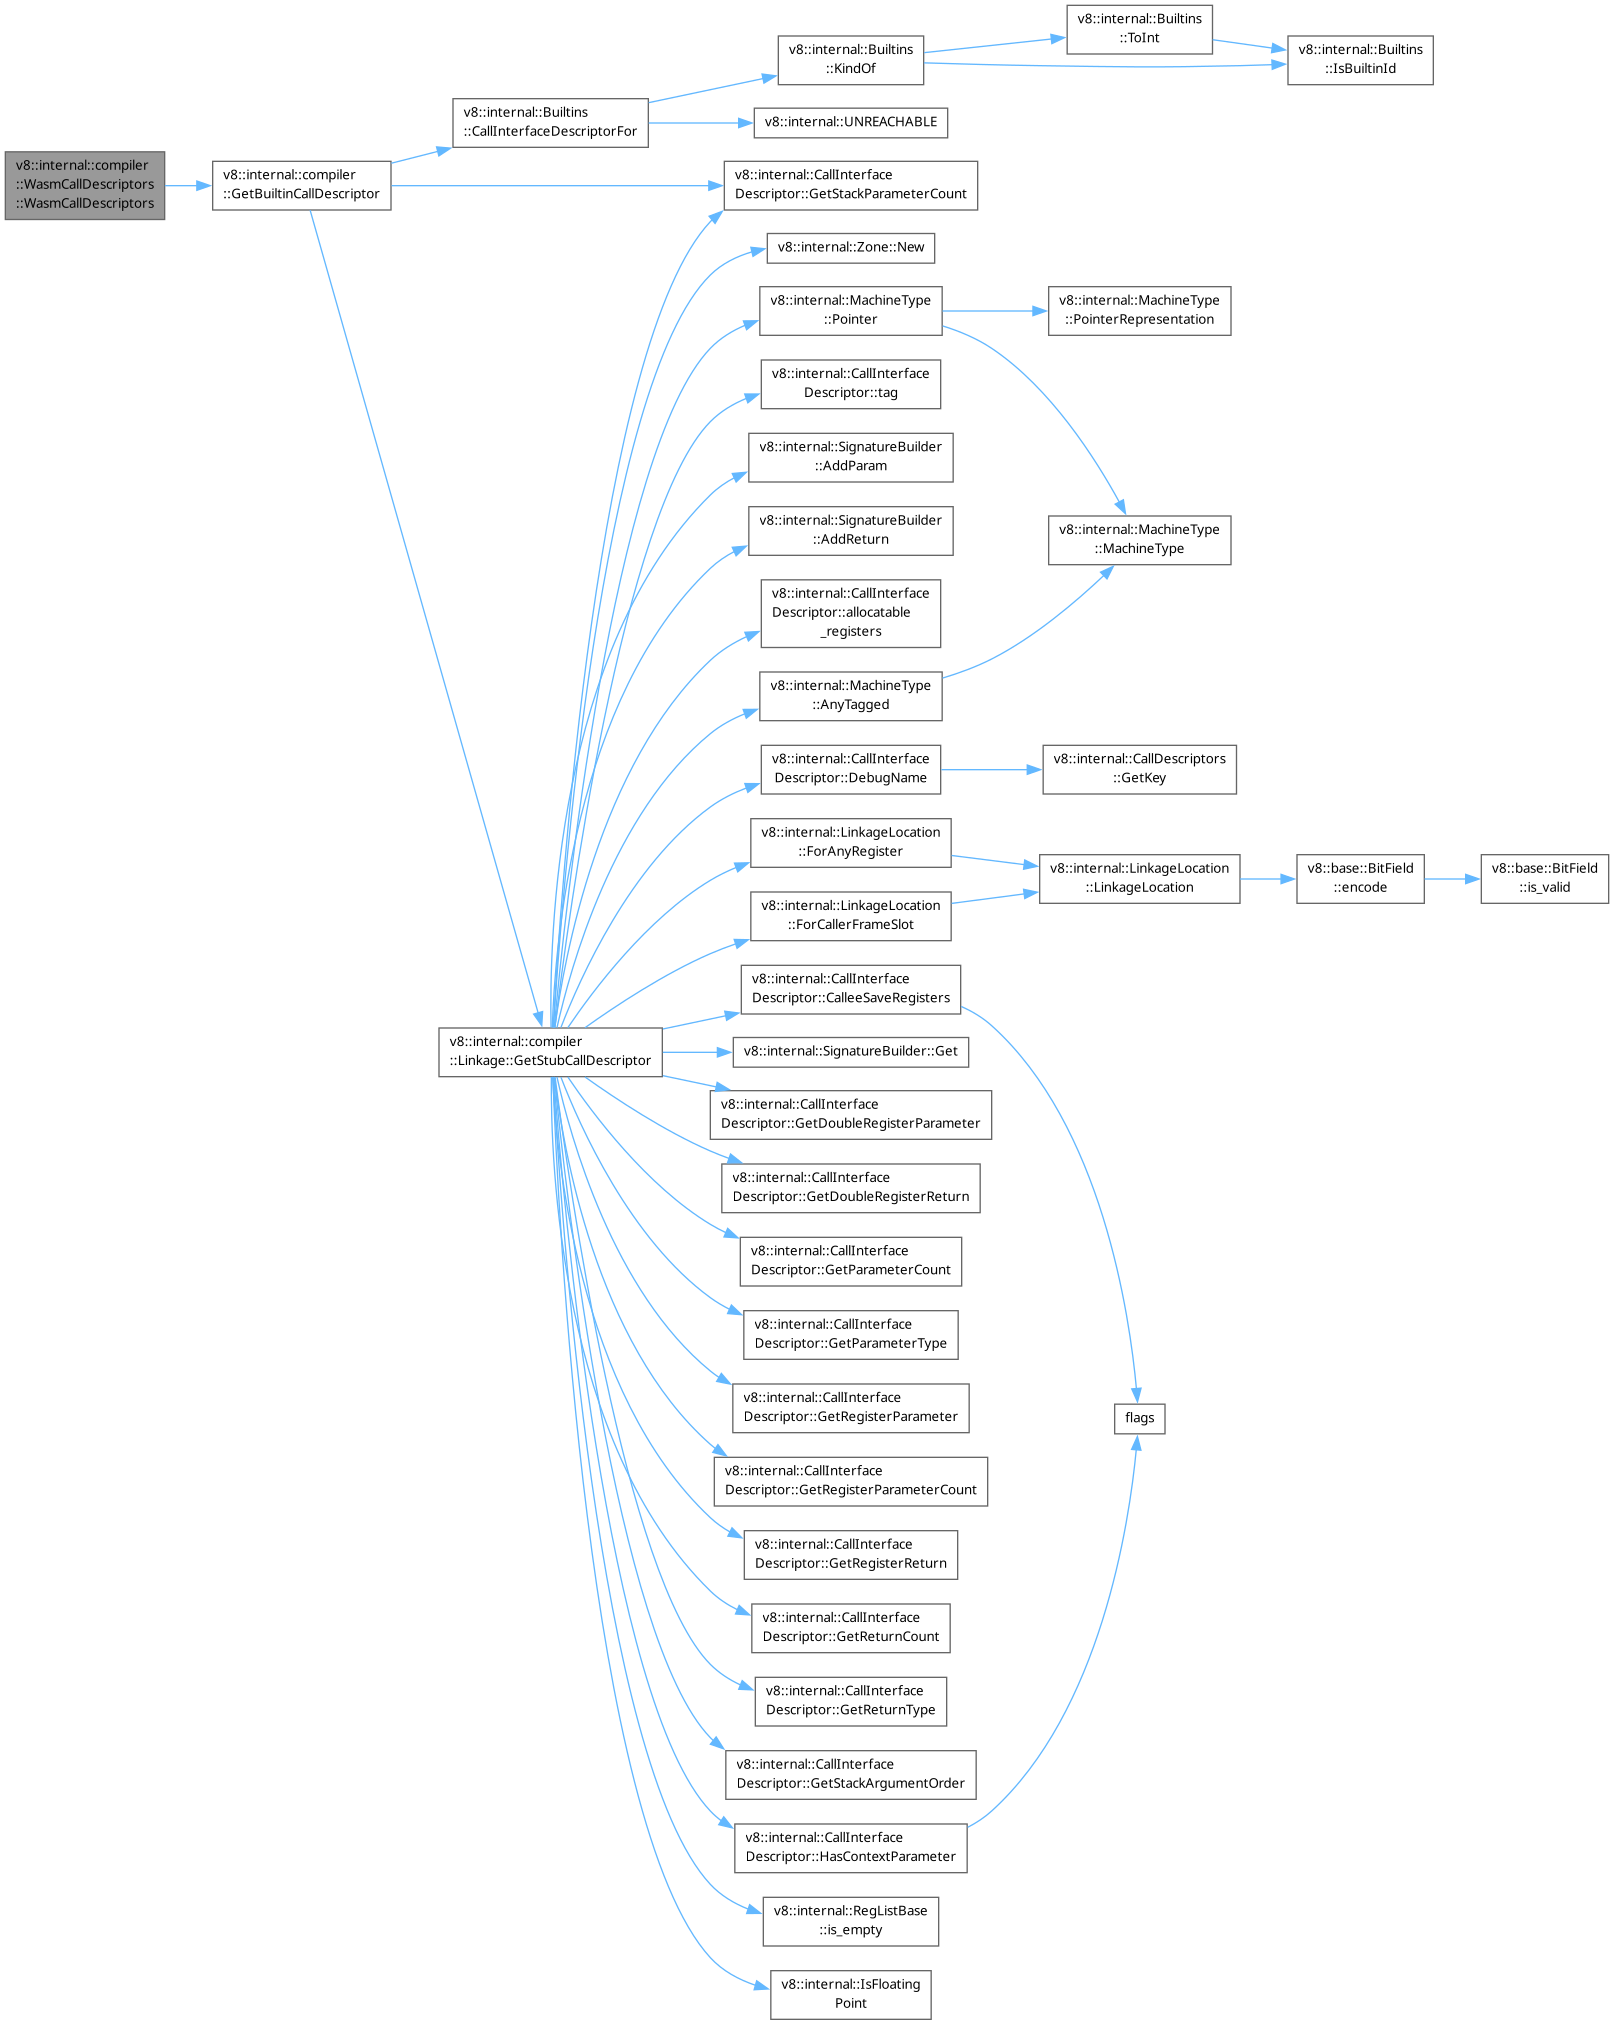 v8::internal::compiler
::WasmCallDescriptors
::WasmCallDescriptors
v8::internal::compiler
::GetBuiltinCallDescriptor
v8::internal::Builtins
::CallInterfaceDescriptorFor
v8::internal::Builtins
::KindOf
v8::internal::Builtins
::ToInt
v8::internal::Builtins
::IsBuiltinId
v8::internal::UNREACHABLE
v8::internal::CallInterface
Descriptor::GetStackParameterCount
v8::internal::Zone::New
v8::internal::MachineType
::Pointer
v8::internal::MachineType
::PointerRepresentation
v8::internal::CallInterface
Descriptor::tag
v8::internal::SignatureBuilder
::AddParam
v8::internal::SignatureBuilder
::AddReturn
v8::internal::MachineType
::MachineType
v8::internal::CallInterface
Descriptor::allocatable
_registers
v8::internal::MachineType
::AnyTagged
v8::internal::CallInterface
Descriptor::DebugName
v8::internal::CallDescriptors
::GetKey
v8::internal::LinkageLocation
::ForAnyRegister
v8::internal::LinkageLocation
::LinkageLocation
v8::base::BitField
::encode
v8::base::BitField
::is_valid
v8::internal::LinkageLocation
::ForCallerFrameSlot
v8::internal::CallInterface
Descriptor::CalleeSaveRegisters
v8::internal::compiler
::Linkage::GetStubCallDescriptor
v8::internal::SignatureBuilder::Get
v8::internal::CallInterface
Descriptor::GetDoubleRegisterParameter
v8::internal::CallInterface
Descriptor::GetDoubleRegisterReturn
v8::internal::CallInterface
Descriptor::GetParameterCount
v8::internal::CallInterface
Descriptor::GetParameterType
v8::internal::CallInterface
Descriptor::GetRegisterParameter
flags
v8::internal::CallInterface
Descriptor::GetRegisterParameterCount
v8::internal::CallInterface
Descriptor::GetRegisterReturn
v8::internal::CallInterface
Descriptor::GetReturnCount
v8::internal::CallInterface
Descriptor::GetReturnType
v8::internal::CallInterface
Descriptor::GetStackArgumentOrder
v8::internal::CallInterface
Descriptor::HasContextParameter
v8::internal::RegListBase
::is_empty
v8::internal::IsFloating
Point